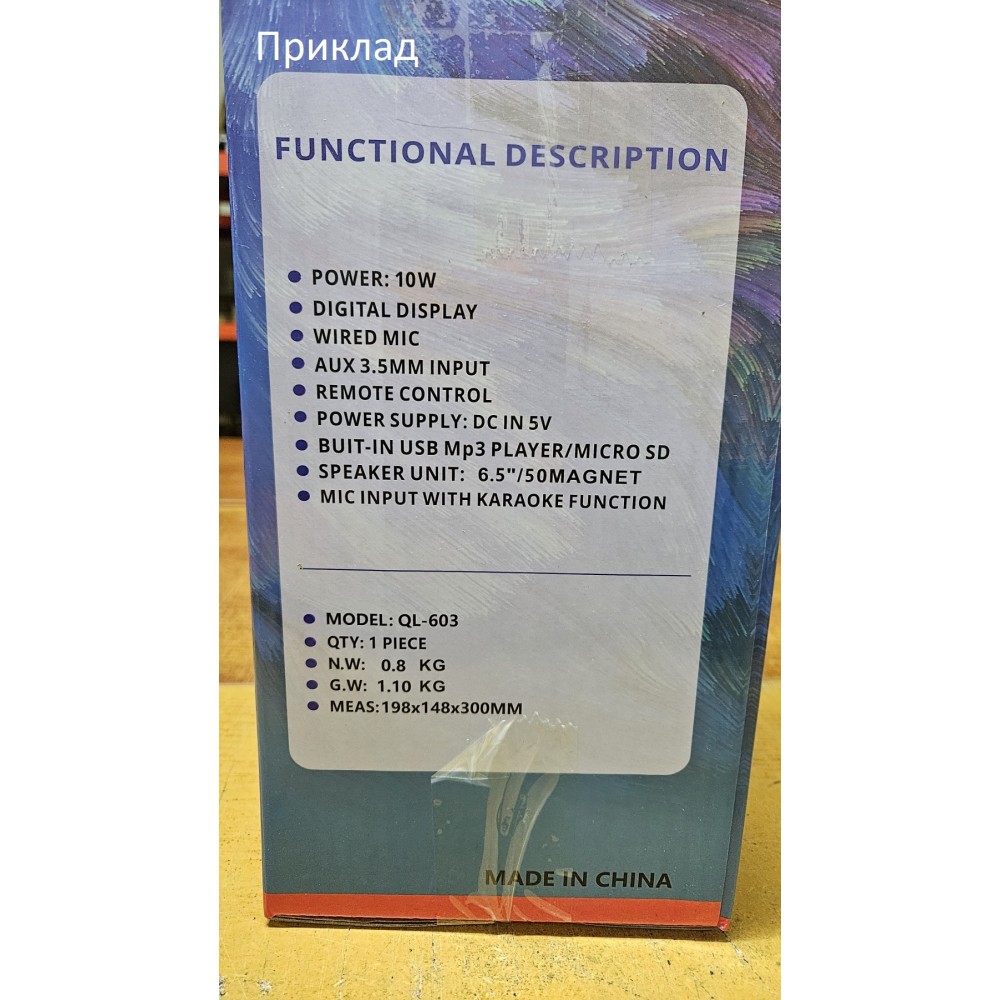 Приклад
FUNCTIONAL DESCRIPTION
POWER: 10W
DIGITAL DISPLAY
WIRED MIC
AUX 3.5MM INPUT
REMOTE CONTROL
POWER SUPPLY: DC IN 5V
BUIT-IN USB Mp3 PLAYER/MICRO SD
SPEAKER UNIT: 6.5"/50MAGNET
MIC INPUT WITH KARAOKE FUNCTION
MODEL: QL-603
QTY: 1 PIECE
N.W: 0.8 KG
G.W: 1.10 KG
MEAS:198x148x300MM
MADE IN CHINA